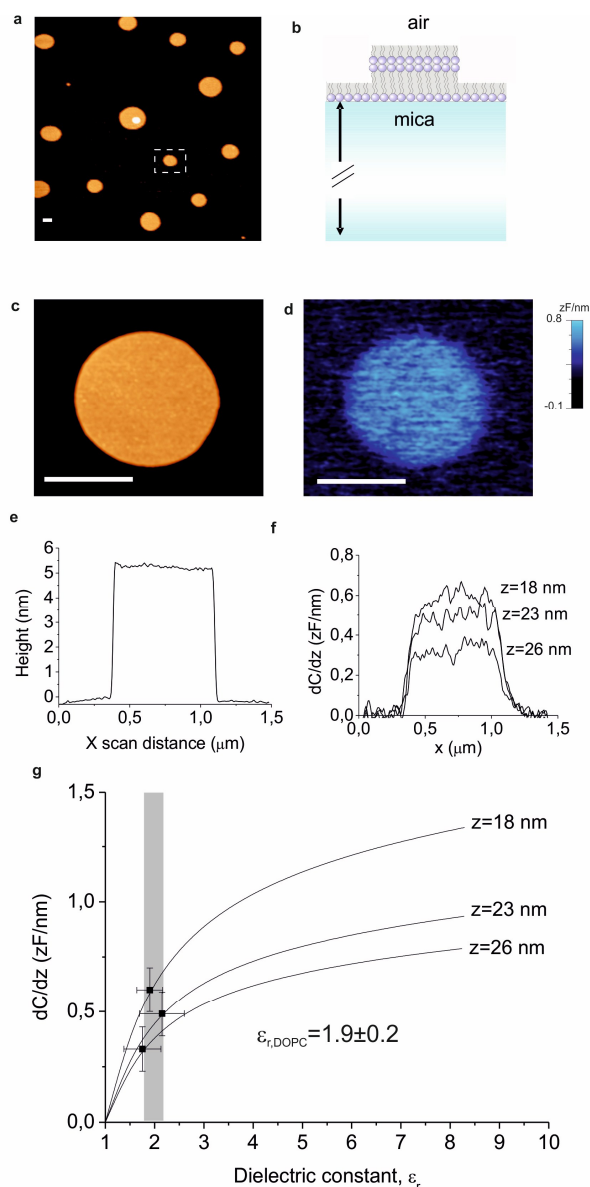 a
b
air
mica
c
d
zF/nm
0.8
-0.1
e
f
Height (nm)
6
5
4
3
2
1
0
0,0
0,5
1,0
1,5
X scan distance (μm)
dC/dz (zF/nm)
0,8
0,6
0,4
0,2
0,0
z=18 nm
z=23 nm
z=26 nm
0,0
0,5
1,0
1,5
x (μm)
g
dC/dz (zF/nm)
1,5
1,0
0,5
0,0
z=18 nm
z=23 nm
z=26 nm
εr,DOPC=1.9±0.2
1
2
3
4
5
6
7
8
9
10
Dielectric constant, εr